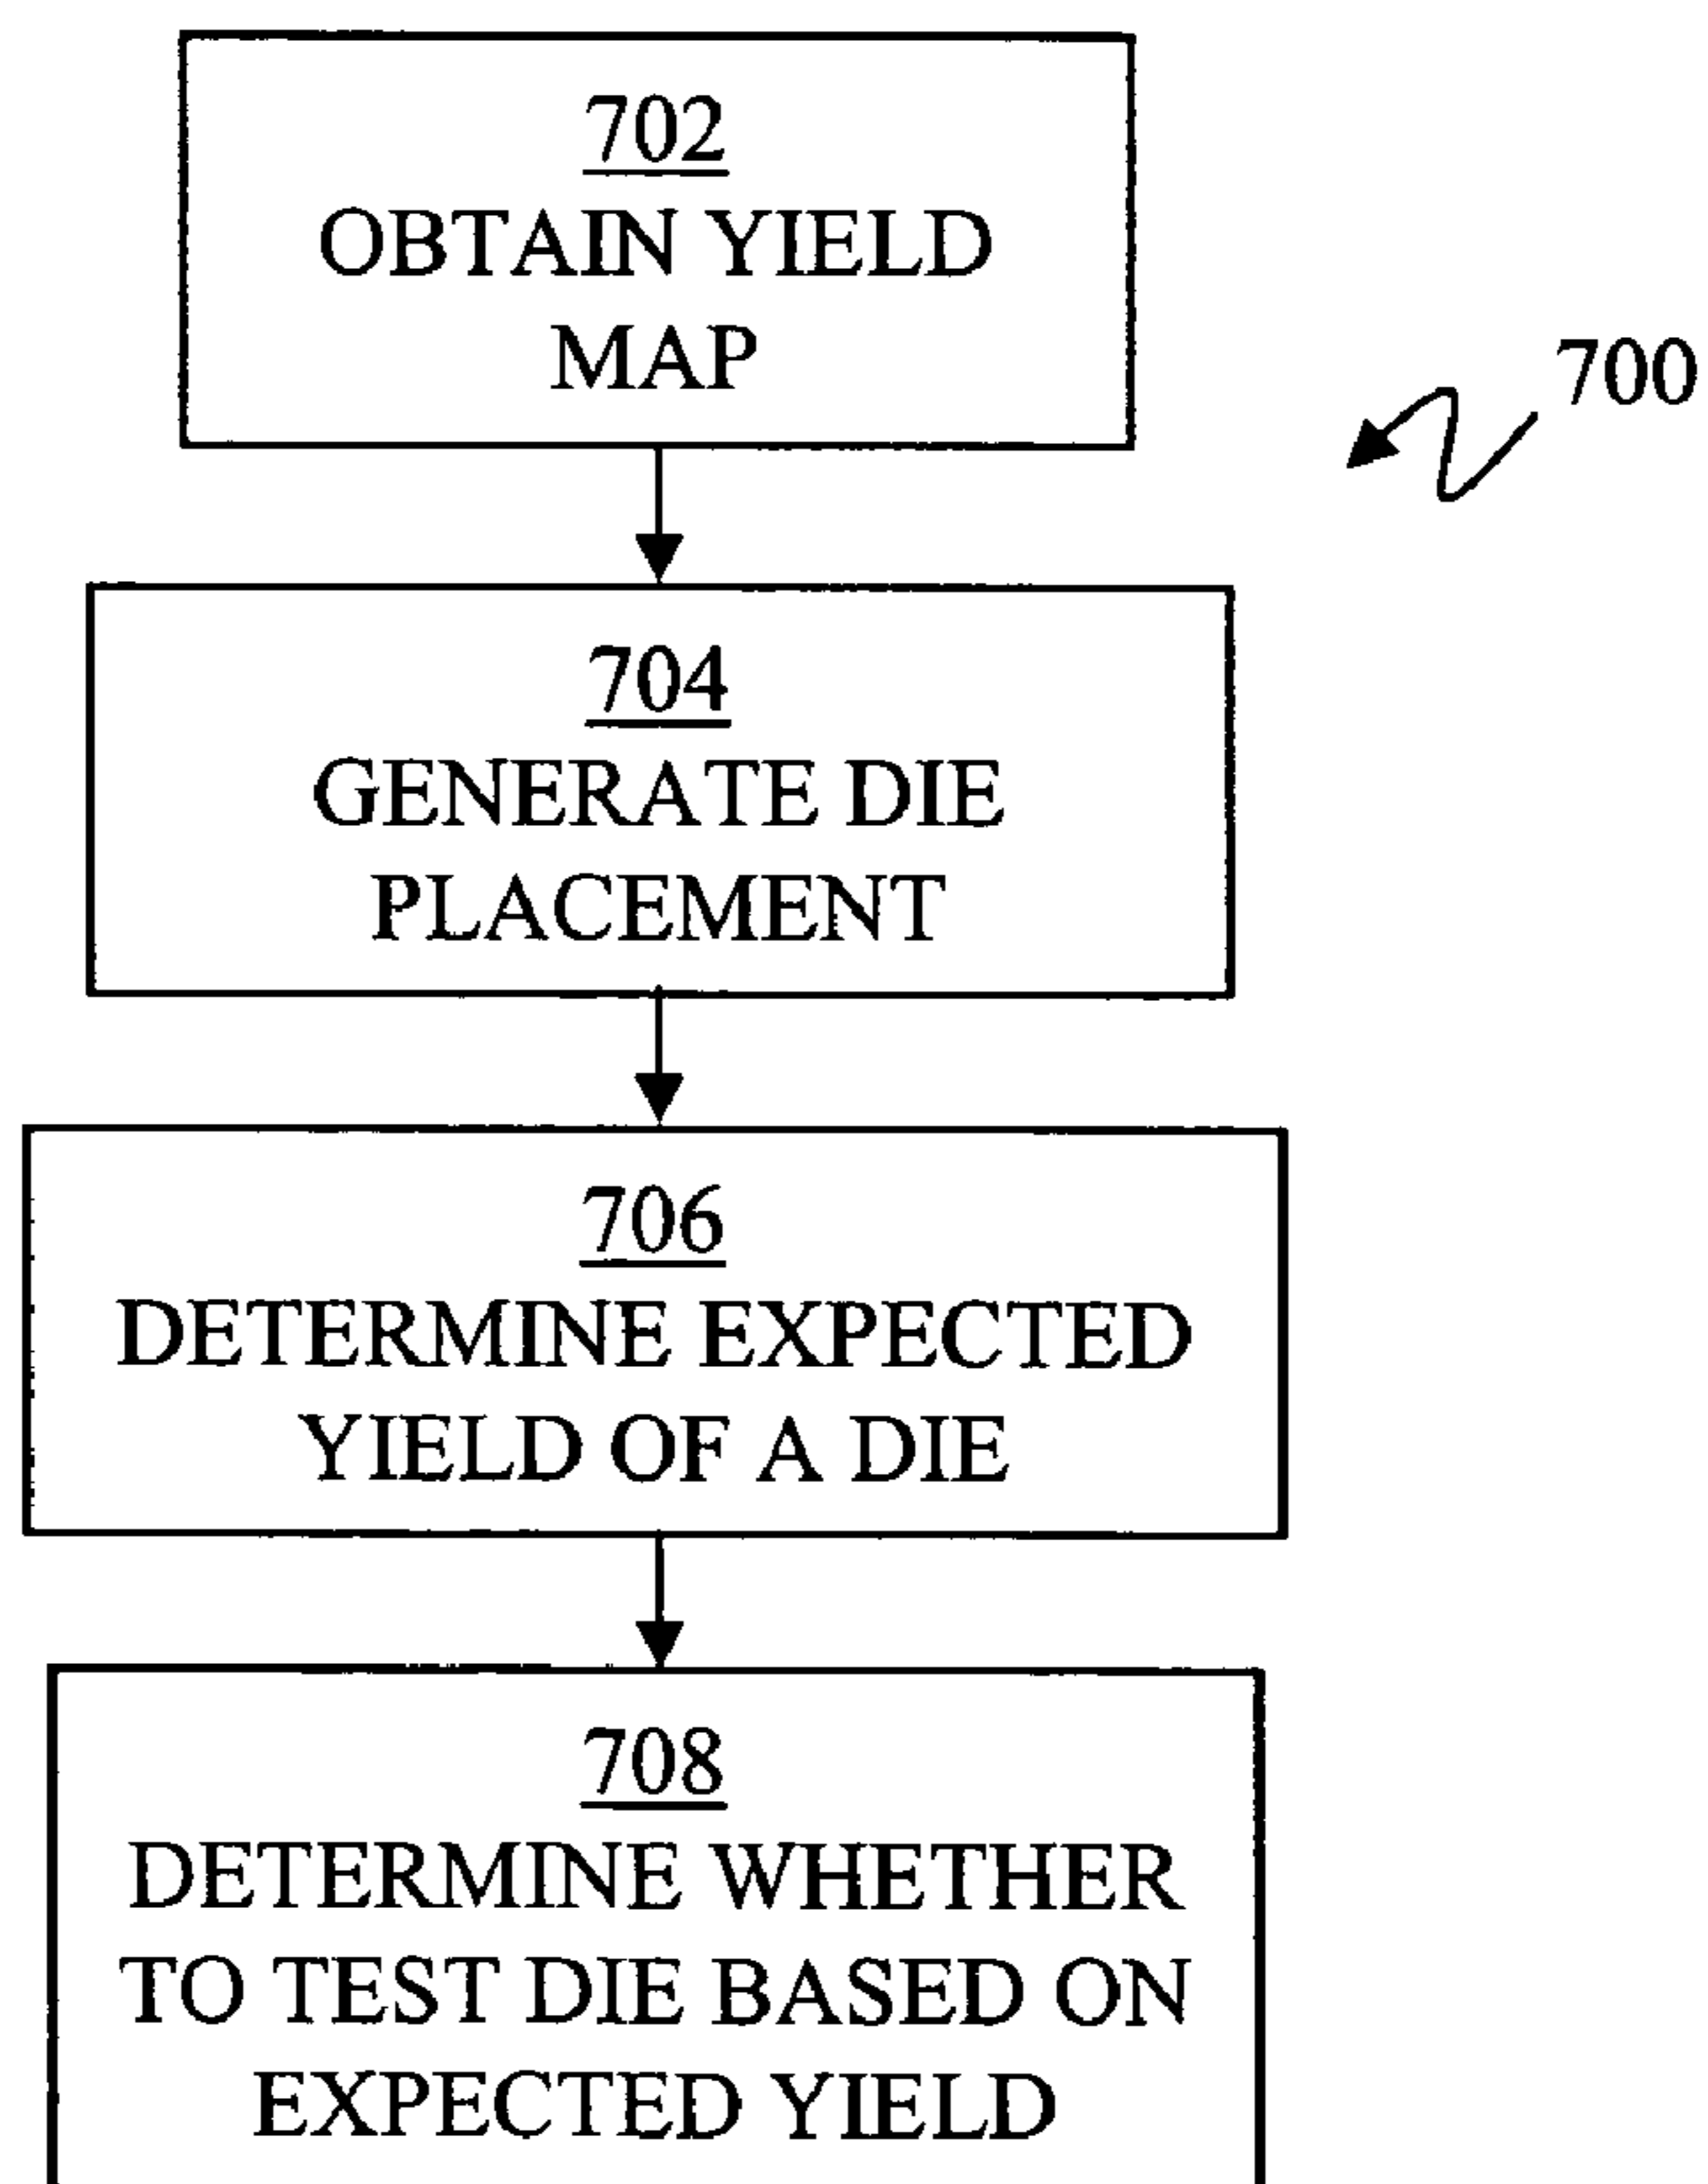 702
OBTAIN YIELD
MAP
700
704
GENERATE DIE
PLACEMENT
706
DETERMINE EXPECTED
YIELD OF A DIE
708
DETERMINE WHETHER
TO TEST DIE BASED ON
EXPECTED YIELD